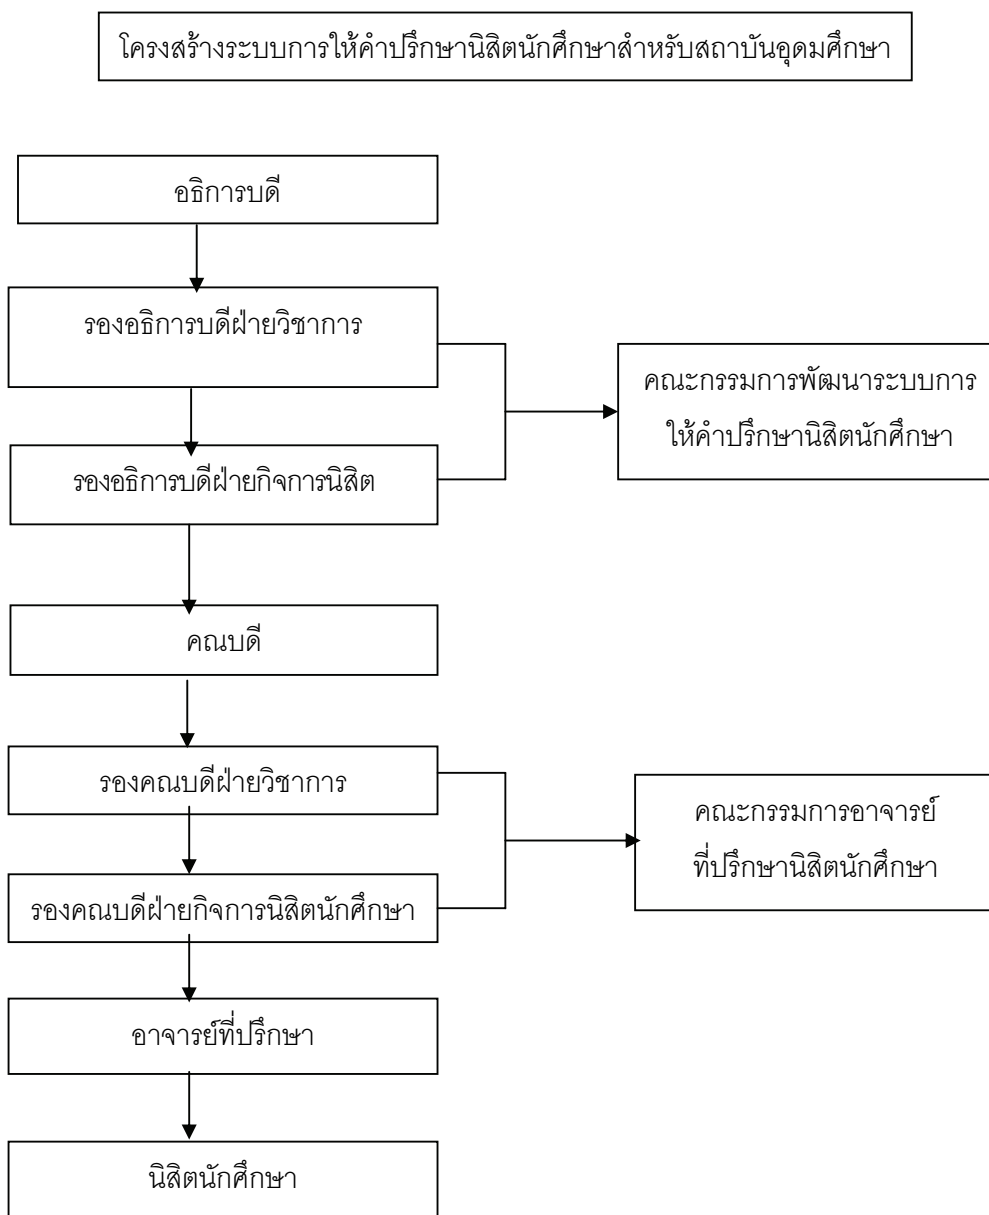 โครงสร้างระบบการให้คำปรึกษานิสิตนักศึกษาสำหรับสถาบันอุดมศึกษา
อธิการบดี
รองอธิการบดีฝ่ายวิชาการ
คณะกรรมการพัฒนาระบบการ
ให้คำปรึกษานิสิตนักศึกษา
รองอธิการบดีฝ่ายกิจการนิสิต
คณบดี
รองคณบดีฝ่ายวิชาการ
คณะกรรมการอาจารย์
ที่ปรึกษานิสิตนักศึกษา
รองคณบดีฝ่ายกิจการนิสิตนักศึกษา
อาจารย์ที่ปรึกษา
นิสิตนักศึกษา